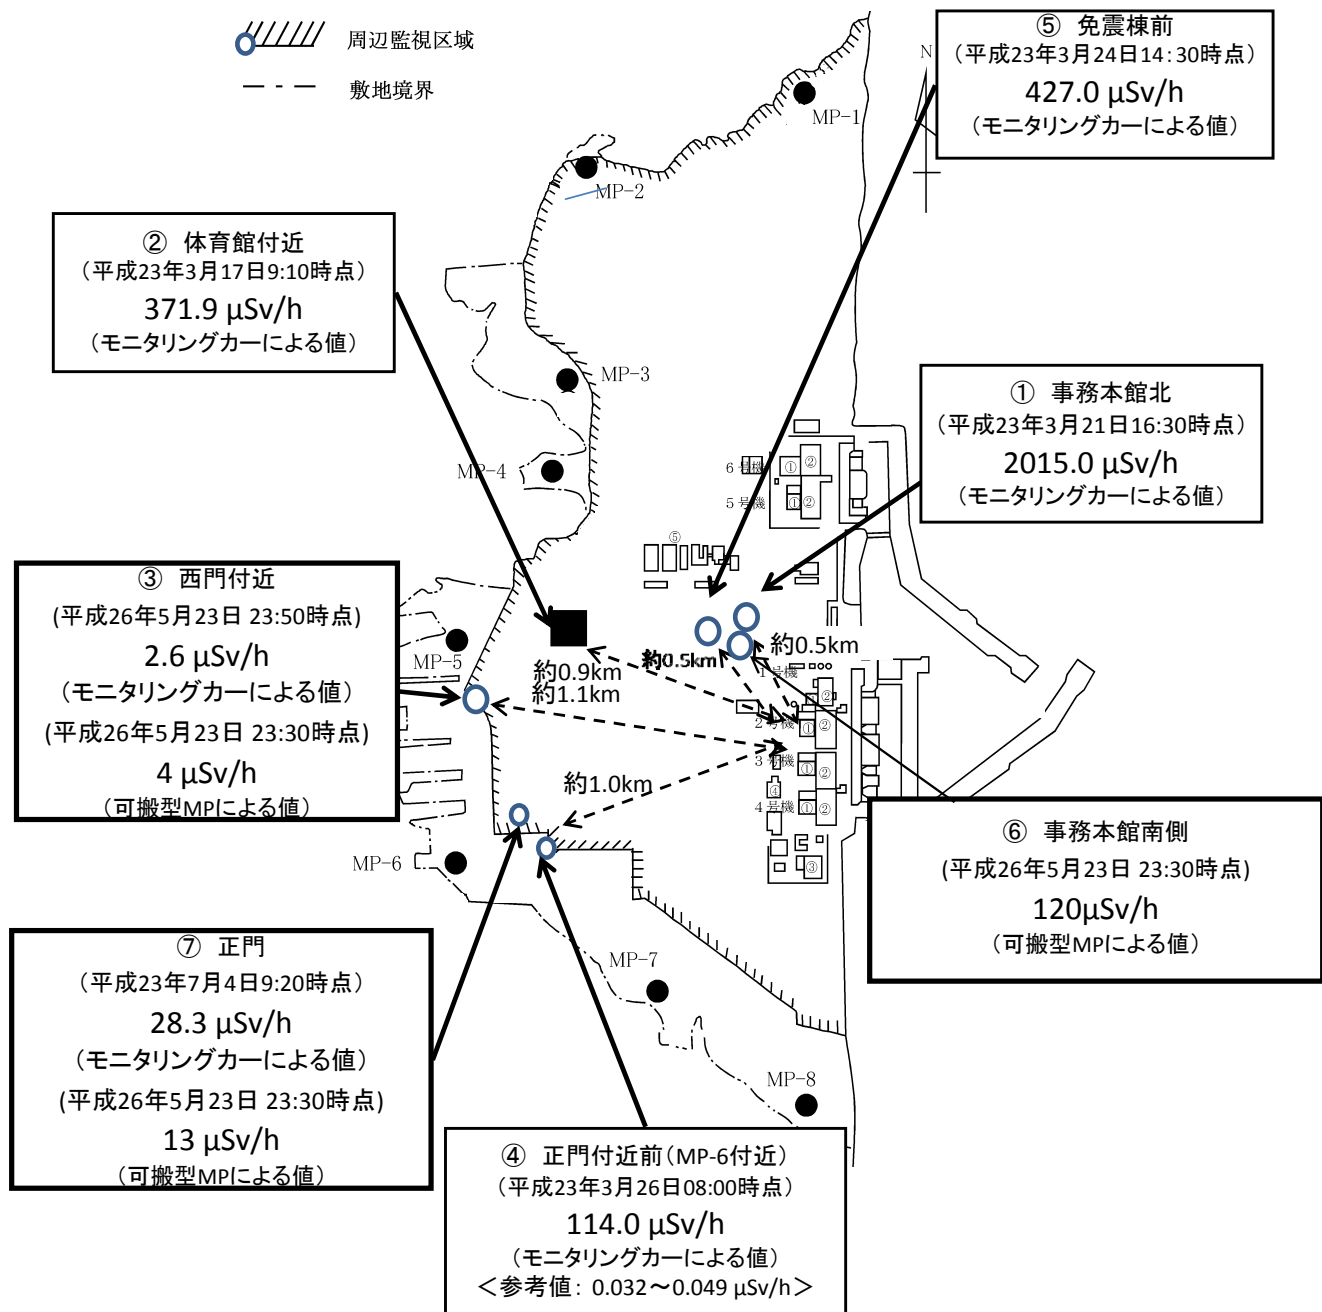 周辺監視区域
敷地境界
⑤ 免震棟前
(平成23年3月24日14:30時点)
427.0 μSv/h
(モニタリングカーによる値)
N
MP-1
MP-2
② 体育館付近
(平成23年3月17日9:10時点)
371.9 μSv/h
(モニタリングカーによる値)
MP-3
① 事務本館北
(平成23年3月21日16:30時点)
2015.0 μSv/h
(モニタリングカーによる値)
MP-4
6号機
① ②
5号機
① ②
⑤
③ 西門付近
(平成26年5月23日 23:50時点)
2.6 μSv/h
(モニタリングカーによる値)
(平成26年5月23日 23:30時点)
4 μSv/h
(可搬型MPによる値)
MP-5
約0.9km
約1.1km
約0.5km
約0.5km
1号機
②
2号機
① ②
3号機
① ②
④
4号機
① ②
③
約1.0km
MP-6
⑥ 事務本館南側
(平成26年5月23日 23:30時点)
120μSv/h
(可搬型MPによる値)
⑦ 正門
(平成23年7月4日9:20時点)
28.3 μSv/h
(モニタリングカーによる値)
(平成26年5月23日 23:30時点)
13 μSv/h
(可搬型MPによる値)
MP-7
MP-8
④ 正門付近前(MP-6付近)
(平成23年3月26日08:00時点)
114.0 μSv/h
(モニタリングカーによる値)
＜参考値: 0.032～0.049 μSv/h＞